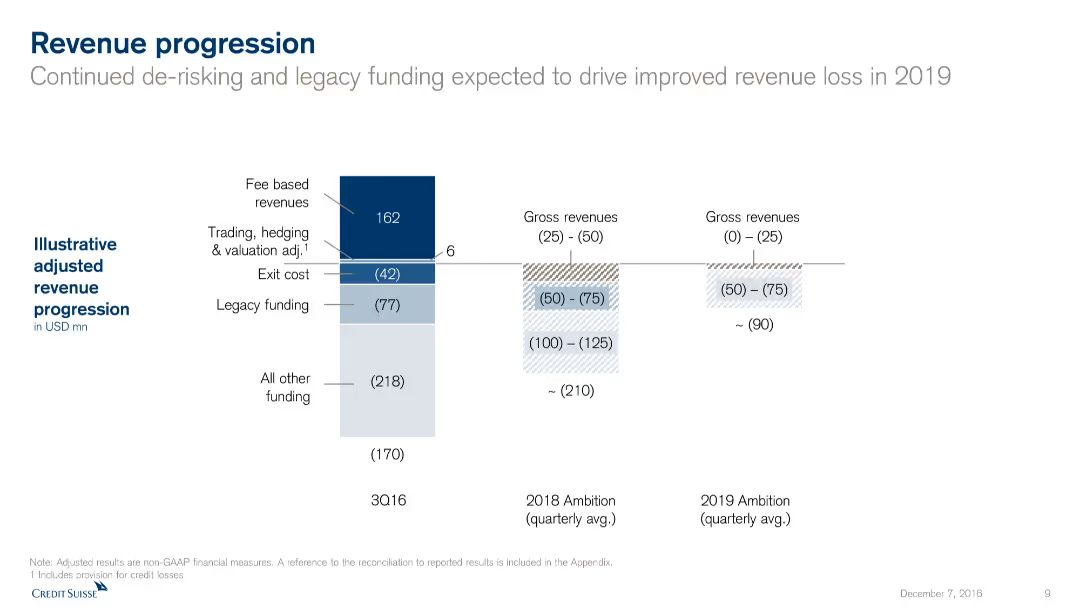 Revenue progression
Continued de-risking and legacy funding expected to drive improved revenue loss in 2019
Illustrative
adjusted
revenue
progression
in USD mn
Fee based
revenues
162
Trading, hedging
& valuation adj.1
6
Exit cost
(42)
Legacy funding
(77)
All other
funding
(218)
(170)
3Q16
Gross revenues
(25) - (50)
(50) - (75)
(100) – (125)
~ (210)
2018 Ambition
(quarterly avg.)
Gross revenues
(0) – (25)
(50) – (75)
~ (90)
2019 Ambition
(quarterly avg.)
Note: Adjusted results are non-GAAP financial measures. A reference to the reconciliation to reported results is included in the Appendix.
1 Includes provision for credit losses
CREDIT SUISSE
December 7, 2016
9